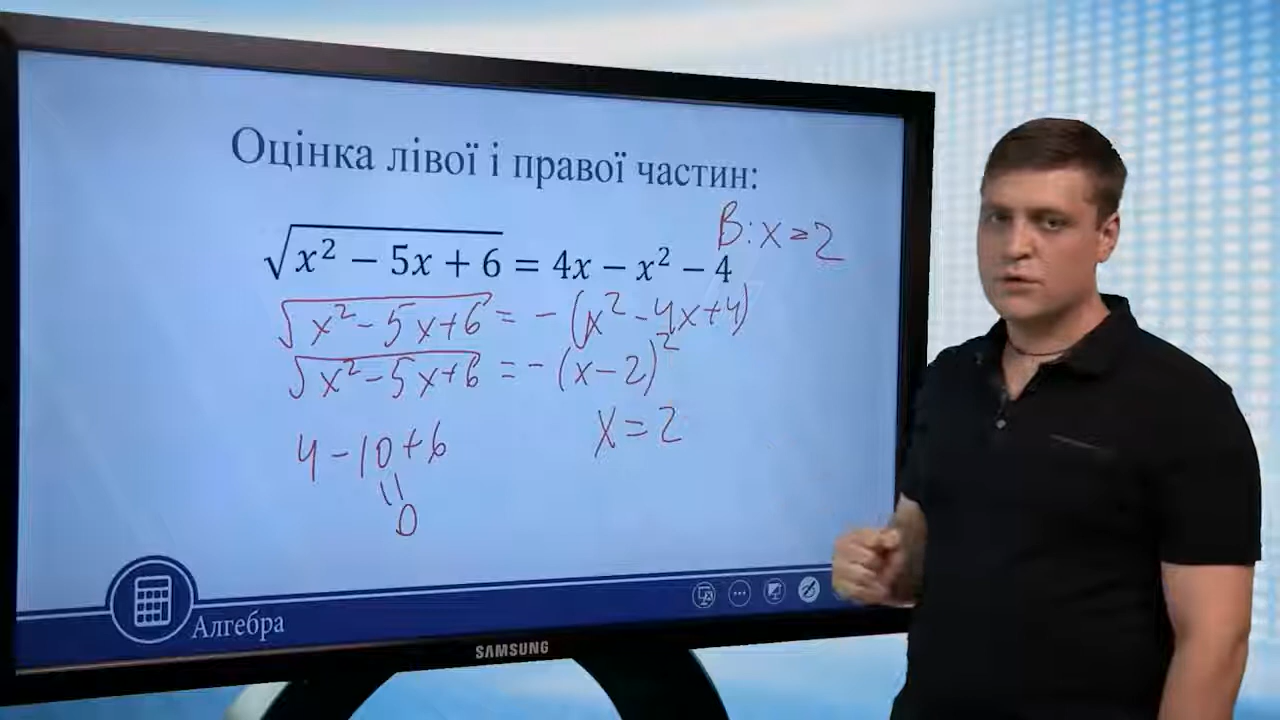 Оцінка лівої і правої частин:
В: x = 2
√(x² − 5x + 6) = 4x − x² − 4
√(x² − 5x + 6) = −(x² − 4x + 4)
√(x² − 5x + 6) = −(x − 2)²
4 − 10 + 6
x = 2
=
0
Алгебра
SAMSUNG